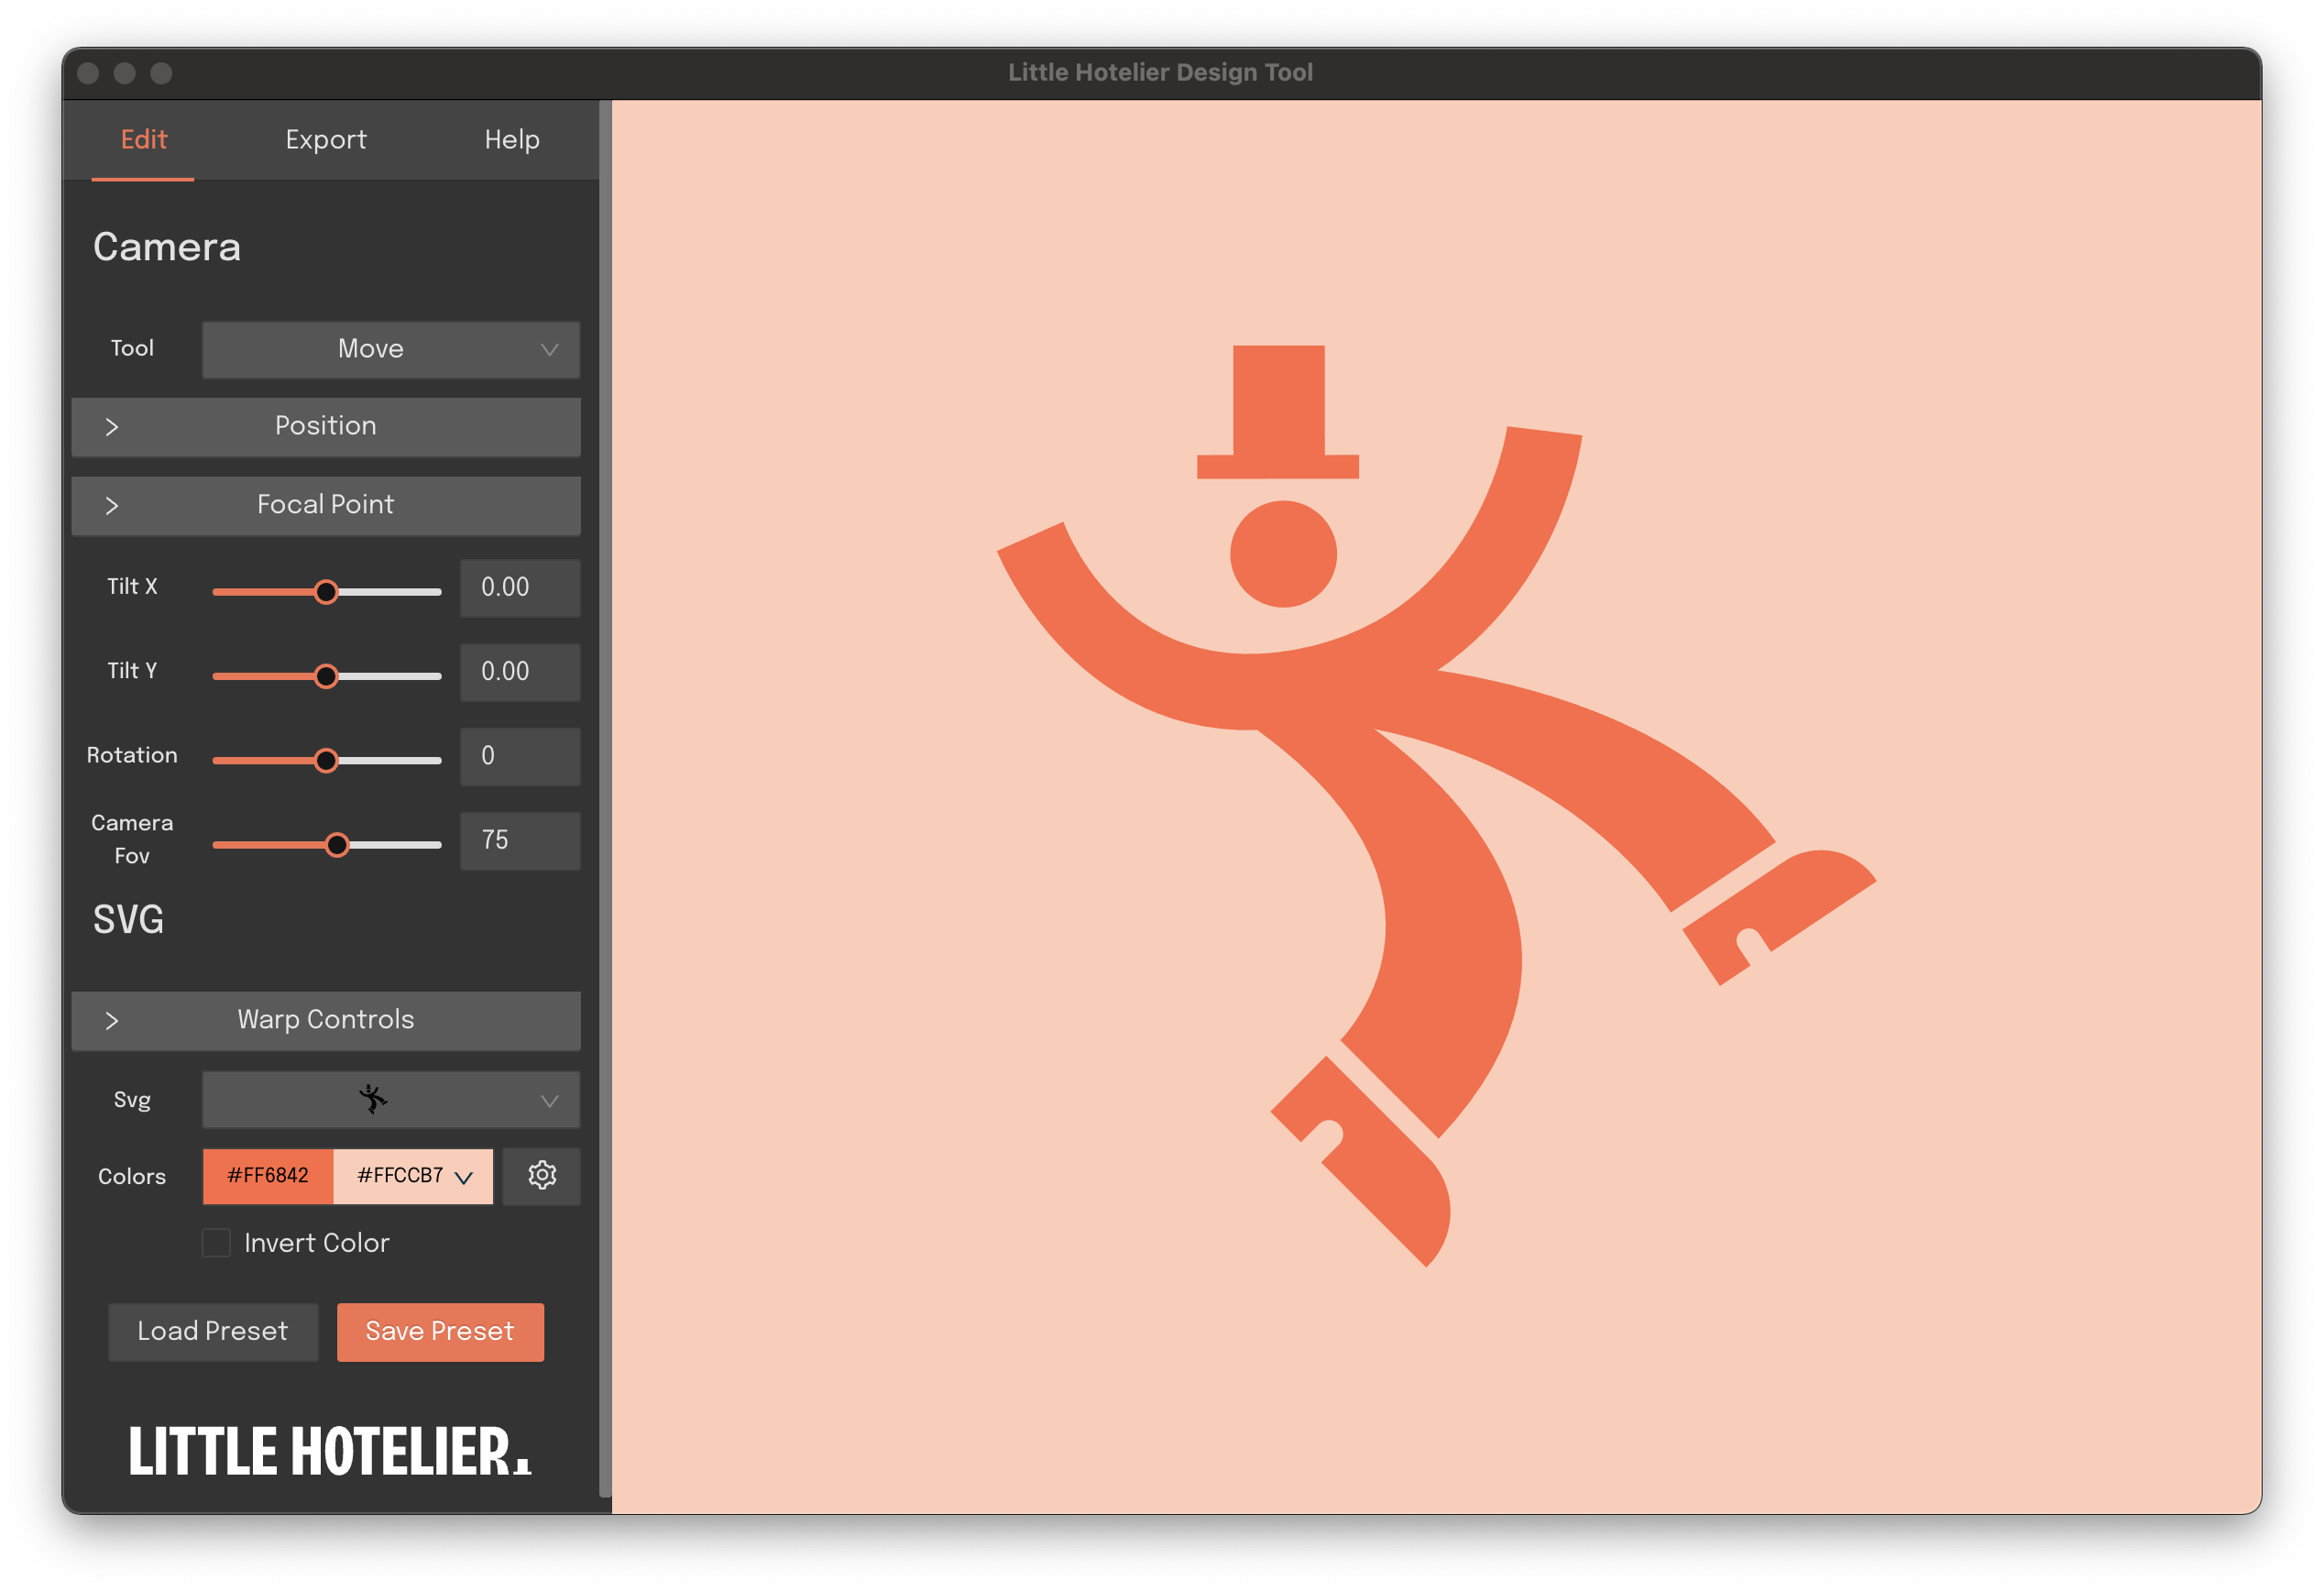 Little Hotelier Design Tool
Edit Export Help
Camera
Tool Move
Position
Focal Point
Tilt X 0.00
Tilt Y 0.00
Rotation 0
Camera
Fov 75
SVG
Warp Controls
Svg
Colors #FF6842 #FFCCB7
Invert Color
Load Preset Save Preset
LITTLE HOTELIER.